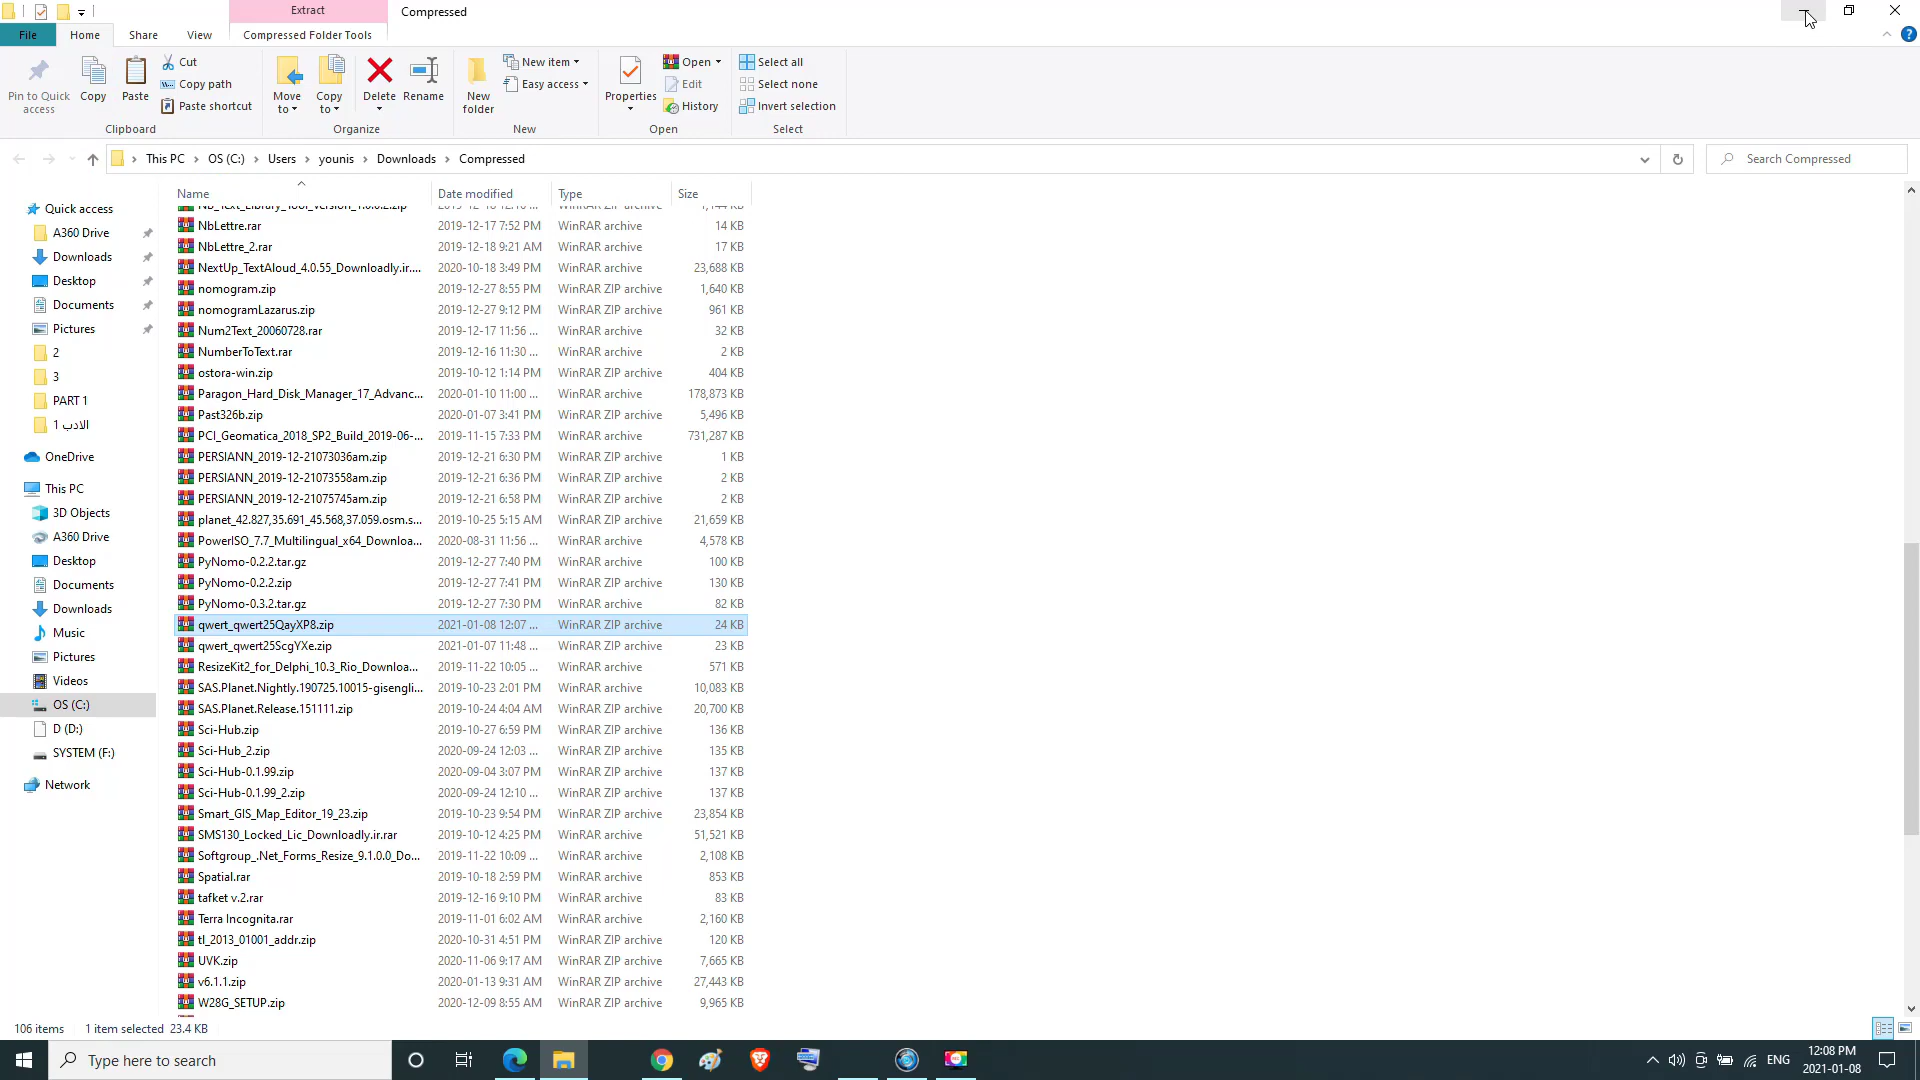 Extract
Compressed
File
Home
Share
View
Compressed Folder Tools
Pin to Quick access
Copy
Paste
Cut
Copy path
Paste shortcut
Clipboard
Move to
Copy to
Delete
Rename
Organize
New folder
New item
Easy access
New
Properties
Open
Edit
History
Open
Select all
Select none
Invert selection
Select
This PC > OS (C:) > Users > younis > Downloads > Compressed
Search Compressed
Name Date modified Type Size
NbLettre.rar 2019-12-17 7:52 PM WinRAR archive 14 KB
NbLettre_2.rar 2019-12-18 9:21 AM WinRAR archive 17 KB
NextUp_TextAloud_4.0.55_Downloadly.ir.... 2020-10-18 3:49 PM WinRAR archive 23,688 KB
nomogram.zip 2019-12-27 8:55 PM WinRAR ZIP archive 1,640 KB
nomogramLazarus.zip 2019-12-27 9:12 PM WinRAR ZIP archive 961 KB
Num2Text_20060728.rar 2019-12-17 11:56 ... WinRAR archive 32 KB
NumberToText.rar 2019-12-16 11:30 ... WinRAR archive 2 KB
ostora-win.zip 2019-10-12 1:14 PM WinRAR ZIP archive 404 KB
Paragon_Hard_Disk_Manager_17_Advanc... 2020-01-10 11:00 ... WinRAR archive 178,873 KB
Past326b.zip 2020-01-07 3:41 PM WinRAR ZIP archive 5,496 KB
PCI_Geomatica_2018_SP2_Build_2019-06-... 2019-11-15 7:33 PM WinRAR archive 731,287 KB
PERSIANN_2019-12-21073036am.zip 2019-12-21 6:30 PM WinRAR ZIP archive 1 KB
PERSIANN_2019-12-21073558am.zip 2019-12-21 6:36 PM WinRAR ZIP archive 2 KB
PERSIANN_2019-12-21075745am.zip 2019-12-21 6:58 PM WinRAR ZIP archive 2 KB
planet_42.827,35.691_45.568,37.059.osm.s... 2019-10-25 5:15 AM WinRAR ZIP archive 21,659 KB
PowerISO_7.7_Multilingual_x64_Downloa... 2020-08-31 11:56 ... WinRAR archive 4,578 KB
PyNomo-0.2.2.tar.gz 2019-12-27 7:40 PM WinRAR archive 100 KB
PyNomo-0.2.2.zip 2019-12-27 7:41 PM WinRAR ZIP archive 130 KB
PyNomo-0.3.2.tar.gz 2019-12-27 7:30 PM WinRAR archive 82 KB
qwert_qwert25QayXP8.zip 2021-01-08 12:07 ... WinRAR ZIP archive 24 KB
qwert_qwert25ScgYXe.zip 2021-01-07 11:48 ... WinRAR ZIP archive 23 KB
ResizeKit2_for_Delphi_10.3_Rio_Downloa... 2019-11-22 10:05 ... WinRAR archive 571 KB
SAS.Planet.Nightly.190725.10015-gisengli... 2019-10-23 2:01 PM WinRAR archive 10,083 KB
SAS.Planet.Release.151111.zip 2019-10-24 4:04 AM WinRAR ZIP archive 20,700 KB
Sci-Hub.zip 2019-10-27 6:59 PM WinRAR ZIP archive 136 KB
Sci-Hub_2.zip 2020-09-24 12:03 ... WinRAR ZIP archive 135 KB
Sci-Hub-0.1.99.zip 2020-09-04 3:07 PM WinRAR ZIP archive 137 KB
Sci-Hub-0.1.99_2.zip 2020-09-24 12:10 ... WinRAR ZIP archive 137 KB
Smart_GIS_Map_Editor_19_23.zip 2019-10-23 9:54 PM WinRAR ZIP archive 23,854 KB
SMS130_Locked_Lic_Downloadly.ir.rar 2019-10-12 4:25 PM WinRAR archive 51,521 KB
Softgroup_.Net_Forms_Resize_9.1.0.0_Do... 2019-11-22 10:09 ... WinRAR archive 2,108 KB
Spatial.rar 2019-10-18 2:59 PM WinRAR archive 853 KB
tafket v.2.rar 2019-12-16 9:10 PM WinRAR archive 83 KB
Terra Incognita.rar 2019-11-01 6:02 AM WinRAR archive 2,160 KB
tl_2013_01001_addr.zip 2020-10-31 4:51 PM WinRAR ZIP archive 120 KB
UVK.zip 2020-11-06 9:17 AM WinRAR ZIP archive 7,665 KB
v6.1.1.zip 2020-01-13 9:31 AM WinRAR ZIP archive 27,443 KB
W28G_SETUP.zip 2020-12-09 8:55 AM WinRAR ZIP archive 9,965 KB
Quick access
A360 Drive
Downloads
Desktop
Documents
Pictures
2
3
PART 1
الادب 1
OneDrive
This PC
3D Objects
A360 Drive
Desktop
Documents
Downloads
Music
Pictures
Videos
OS (C:)
D (D:)
SYSTEM (F:)
Network
106 items 1 item selected 23.4 KB
Type here to search
ENG
12:08 PM
2021-01-08